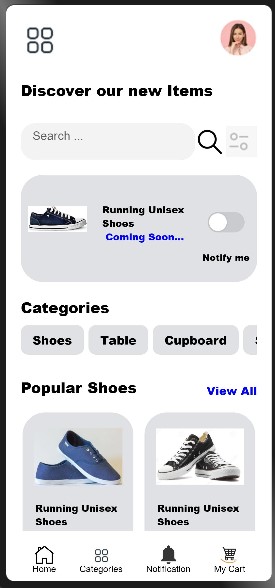 Discover our new Items
Search ...
Running Unisex
Shoes
Coming Soon...
Notify me
Categories
Shoes
Table
Cupboard
Popular Shoes
View All
Running Unisex
Shoes
Running Unisex
Shoes
Home
Categories
Notification
My Cart